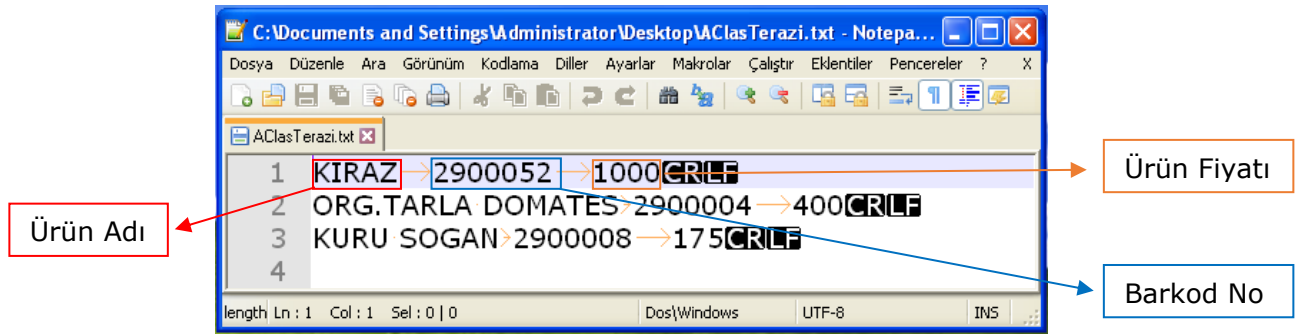 C:\Documents and Settings\Administrator\Desktop\AClasTerazi.txt - Notepa...
Dosya Düzenle Ara Görünüm Kodlama Diller Ayarlar Makrolar Çalıştır Eklentiler Pencereler ? X
AClasTerazi.txt
1 KIRAZ 2900052 1000CRLF
Ürün Fiyatı
2 ORG.TARLA DOMATES 2900004 400CRLF
Ürün Adı
3 KURU SOGAN 2900008 175CRLF
4
Barkod No
length Ln : 1 Col : 1 Sel : 0 | 0 Dos\Windows UTF-8 INS